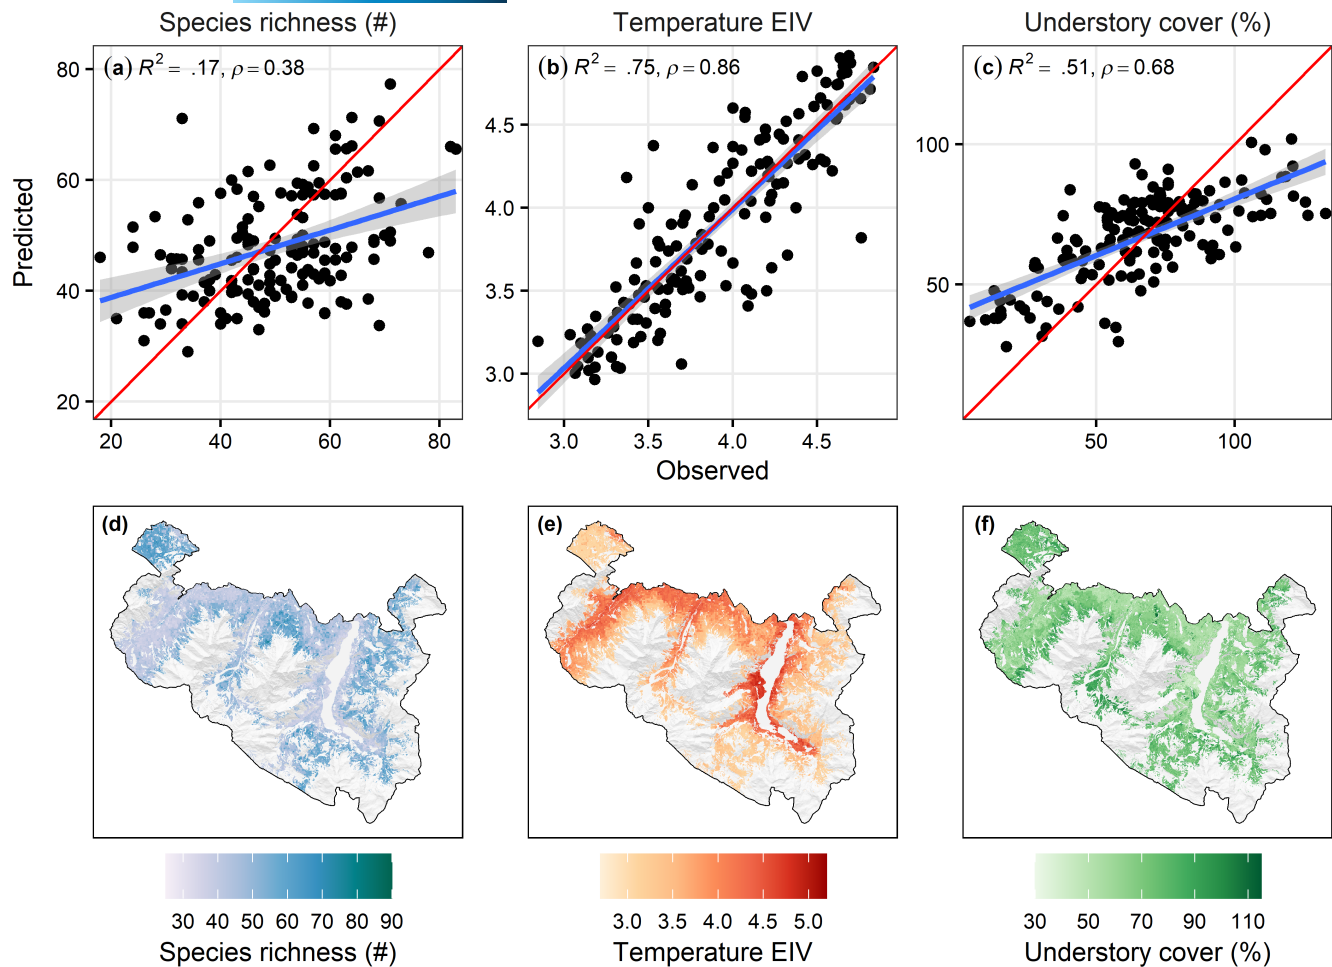 Species richness (#) Temperature EIV Understory cover (%)
(a) R² = .17, ρ = 0.38
(b) R² = .75, ρ = 0.86
(c) R² = .51, ρ = 0.68
Predicted
80
60
40
20
20 40 60 80
4.5
4.0
3.5
3.0
3.0 3.5 4.0 4.5
100
50
50 100
Observed
(d) (e) (f)
30 40 50 60 70 80 90
Species richness (#)
3.0 3.5 4.0 4.5 5.0
Temperature EIV
30 50 70 90 110
Understory cover (%)